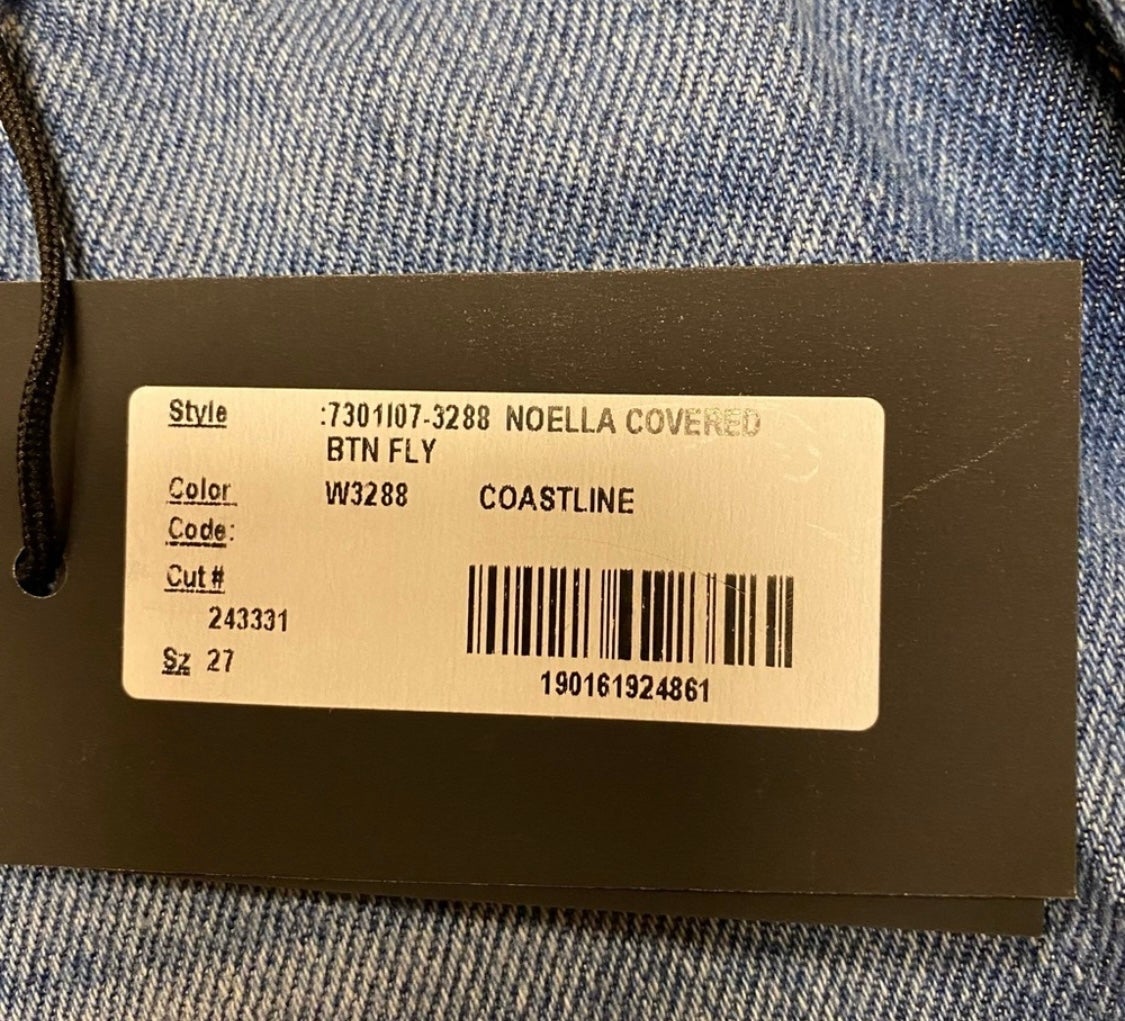 Style :7301I07-3288 NOELLA COVERED
BTN FLY
Color W3288 COASTLINE
Code:
Cut #
243331
Sz 27
190161924861